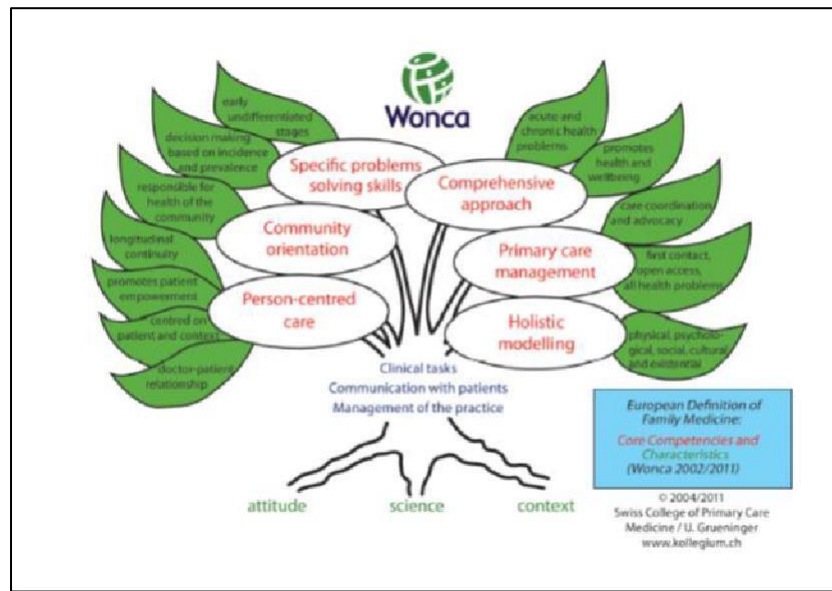 Wonca
early
undifferentiated
stages
decision making
based on incidence
and prevalence
responsible for
health of the
community
longitudinal
continuity
promotes patient
empowerment
centred on
patient and context
doctor-patient
relationship
Specific problems
solving skills
Community
orientation
Person-centred
care
acute and
chronic health
problems
promotes
health and
wellbeing
care coordination
and advocacy
first contact,
open access,
all health problems
physical, psycholo-
gical, social, cultural
and existential
Comprehensive
approach
Primary care
management
Holistic
modelling
Clinical tasks
Communication with patients
Management of the practice
attitude
science
context
European Definition of
Family Medicine:
Core Competencies and
Characteristics
(Wonca 2002/2011)
© 2004/2011
Swiss College of Primary Care
Medicine / U. Grueninger
www.kollegium.ch